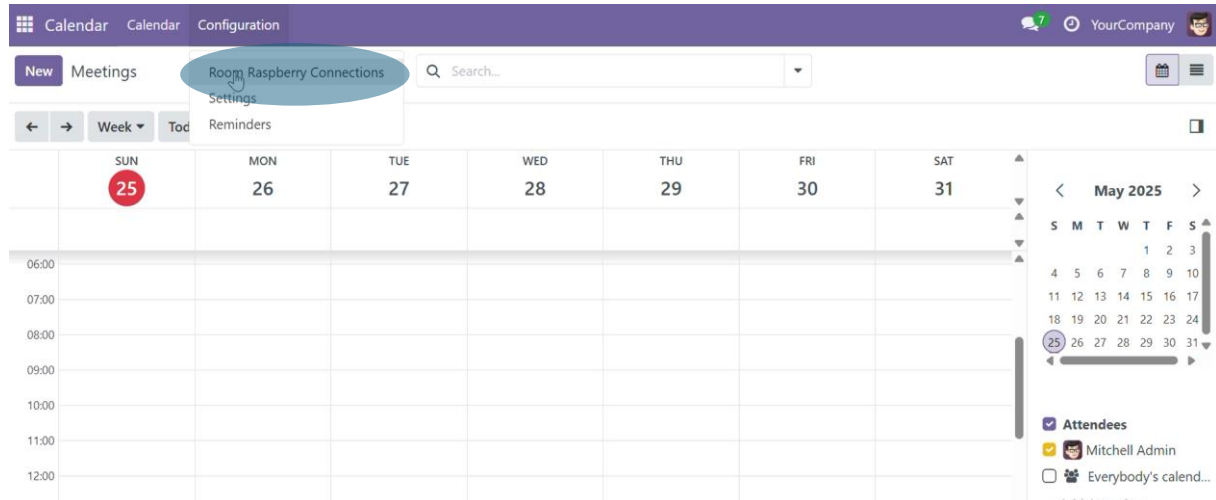 Calendar Calendar Configuration 7 YourCompany
New Meetings Room Raspberry Connections Search...
Settings
Week Tod Reminders
SUN MON TUE WED THU FRI SAT
25 26 27 28 29 30 31
May 2025
S M T W T F S
1 2 3
4 5 6 7 8 9 10
11 12 13 14 15 16 17
18 19 20 21 22 23 24
25 26 27 28 29 30 31
06:00
07:00
08:00
09:00
10:00
11:00
12:00
Attendees
Mitchell Admin
Everybody's calend...